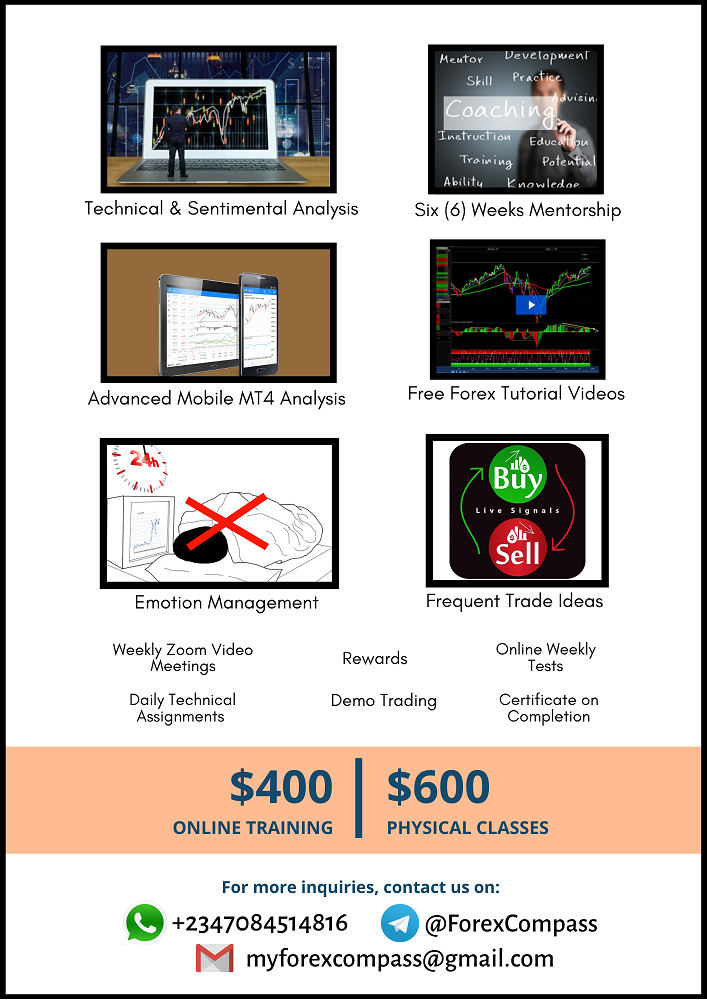 Mentor
Development
Skill
Practice
Advisin
Coaching
Instruction
Education
Training
Potential
Ability
Knowledge
Technical & Sentimental Analysis
Six (6) Weeks Mentorship
Advanced Mobile MT4 Analysis
Free Forex Tutorial Videos
24h
Buy
Live Signals
Sell
Emotion Management
Frequent Trade Ideas
Weekly Zoom Video
Meetings
Rewards
Online Weekly
Tests
Daily Technical
Assignments
Demo Trading
Certificate on
Completion
$400
ONLINE TRAINING
$600
PHYSICAL CLASSES
For more inquiries, contact us on:
+2347084514816
@ForexCompass
myforexcompass@gmail.com